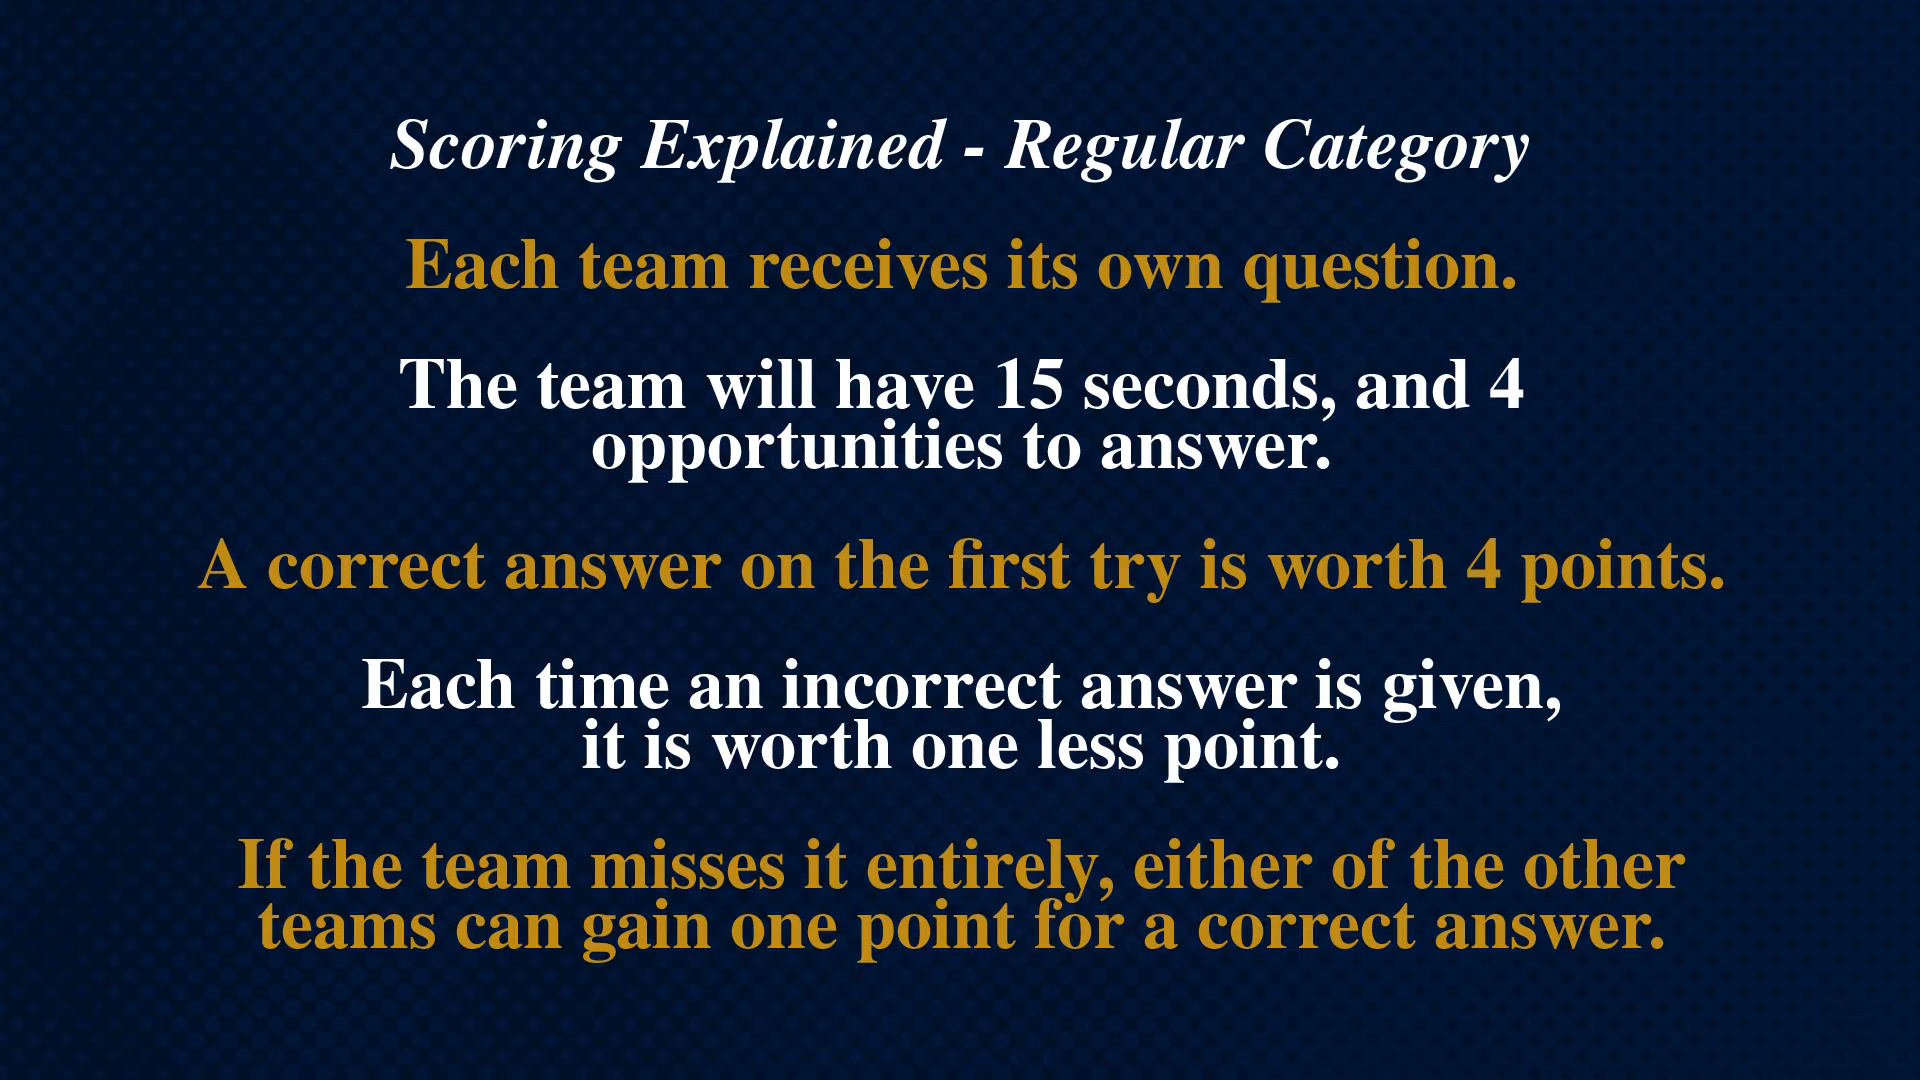 Scoring Explained - Regular Category
Each team receives its own question.
The team will have 15 seconds, and 4
opportunities to answer.
A correct answer on the first try is worth 4 points.
Each time an incorrect answer is given,
it is worth one less point.
If the team misses it entirely, either of the other
teams can gain one point for a correct answer.